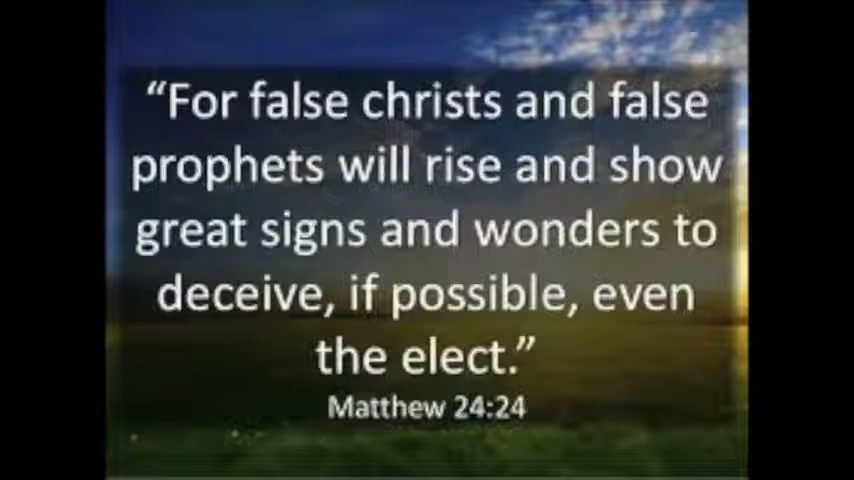 “For false christs and false
prophets will rise and show
great signs and wonders to
deceive, if possible, even
the elect.”
Matthew 24:24